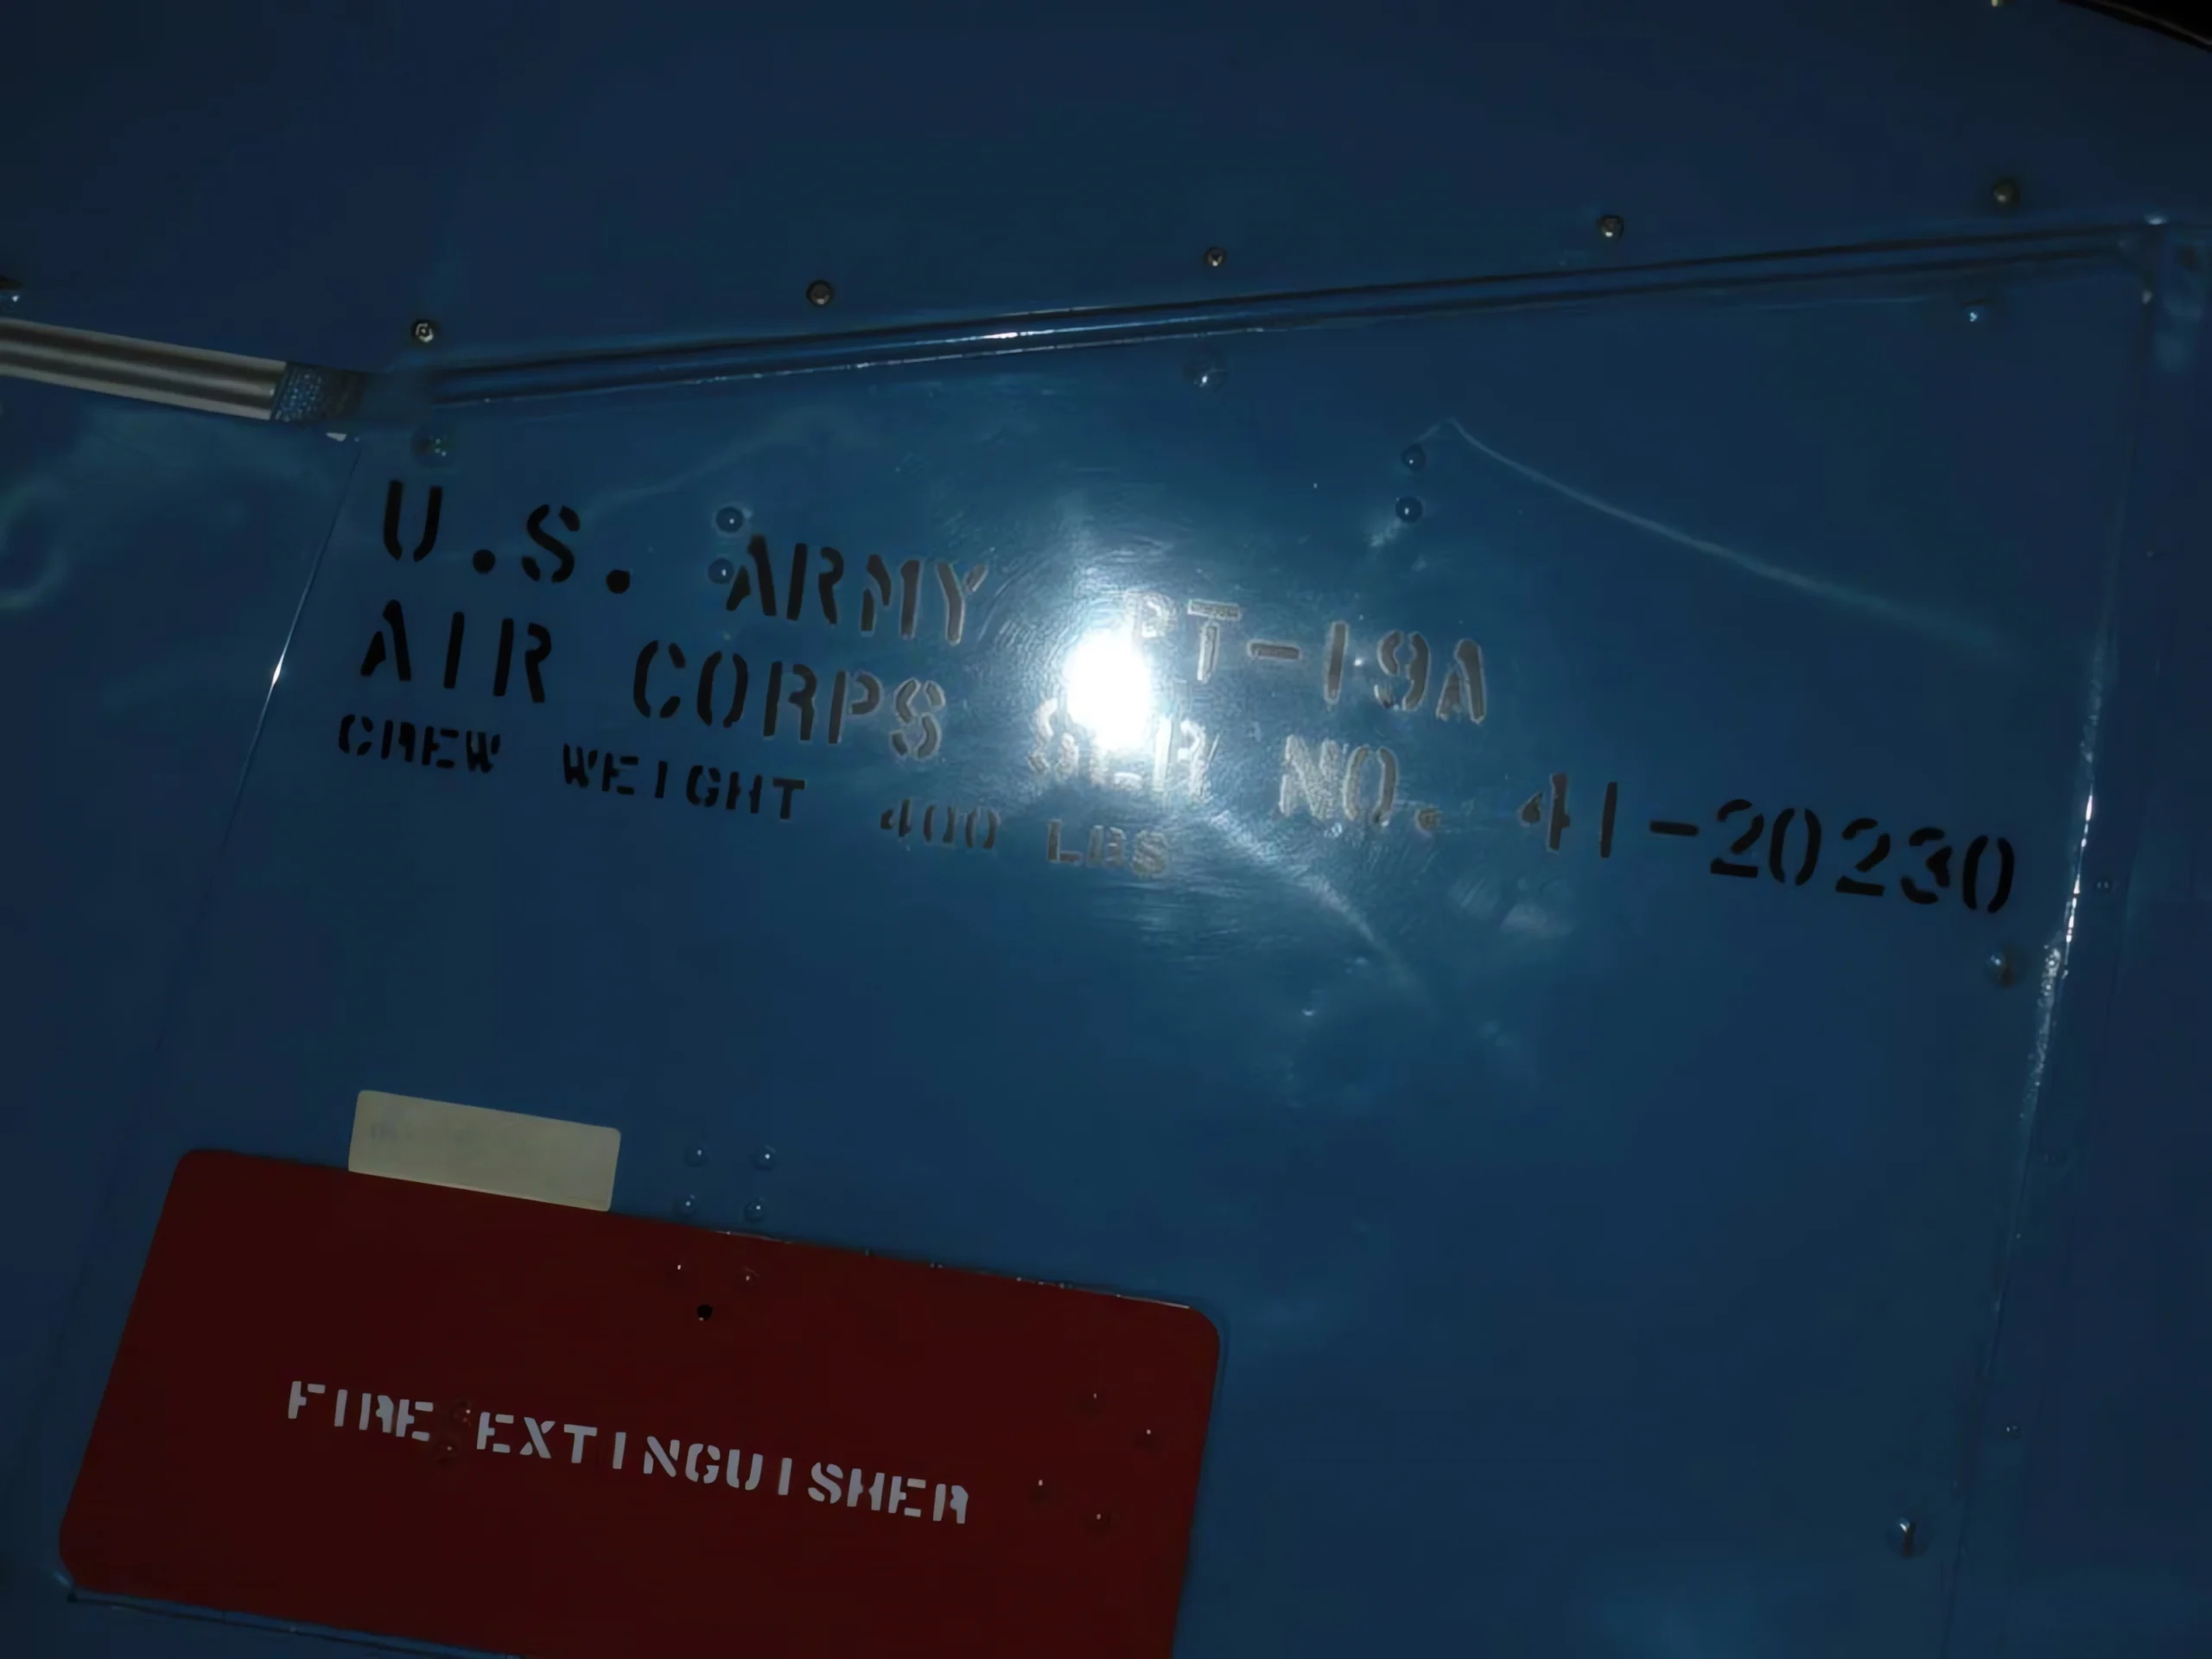 U.S. ARMY PT-19A
AIR CORPS SER NO. 41-20230
CREW WEIGHT 400 LBS
FIRE EXTINGUISHER